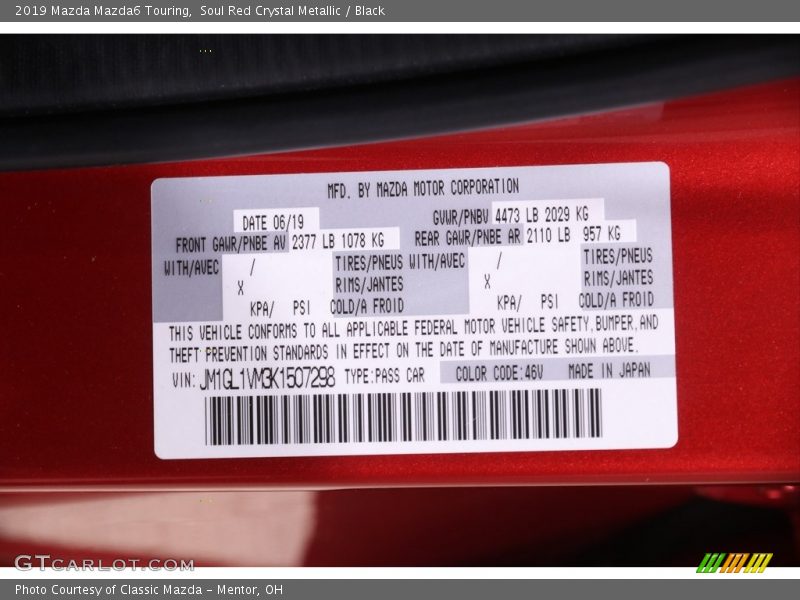 2019 Mazda Mazda6 Touring, Soul Red Crystal Metallic / Black
MFD. BY MAZDA MOTOR CORPORATION
DATE 06/19 GVWR/PNBV 4473 LB 2029 KG
FRONT GAWR/PNBE AV 2377 LB 1078 KG REAR GAWR/PNBE AR 2110 LB 957 KG
WITH/AVEC / TIRES/PNEUS WITH/AVEC / TIRES/PNEUS
X RIMS/JANTES X RIMS/JANTES
KPA/ PSI COLD/A FROID KPA/ PSI COLD/A FROID
THIS VEHICLE CONFORMS TO ALL APPLICABLE FEDERAL MOTOR VEHICLE SAFETY,BUMPER,AND
THEFT PREVENTION STANDARDS IN EFFECT ON THE DATE OF MANUFACTURE SHOWN ABOVE.
VIN: JM1GL1VM3K1507298 TYPE:PASS CAR COLOR CODE:46V MADE IN JAPAN
GTCARLOT.COM
Photo Courtesy of Classic Mazda - Mentor, OH